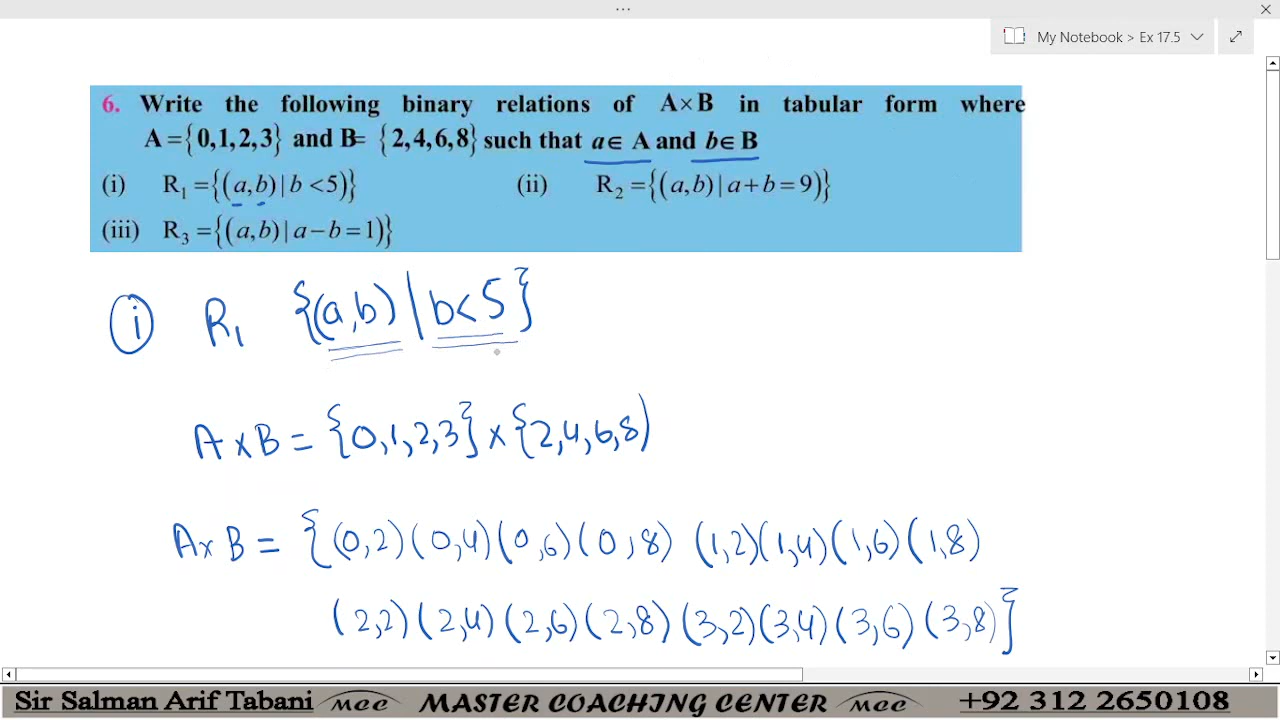 ...
My Notebook > Ex 17.5
6. Write the following binary relations of A×B in tabular form where
A={0,1,2,3} and B= {2,4,6,8} such that a∈ A and b∈ B
(i) R₁={(a,b)|b<5)} (ii) R₂={(a,b)|a+b=9)}
(iii) R₃={(a,b)|a−b=1)}
(i) R₁ {(a,b)|b<5}
A×B = {0,1,2,3}×{2,4,6,8)
A×B = {(0,2)(0,4)(0,6)(0,8) (1,2)(1,4)(1,6)(1,8)
(2,2)(2,4)(2,6)(2,8)(3,2)(3,4)(3,6)(3,8)}
Sir Salman Arif Tabani mcc MASTER COACHING CENTER mcc +92 312 2650108